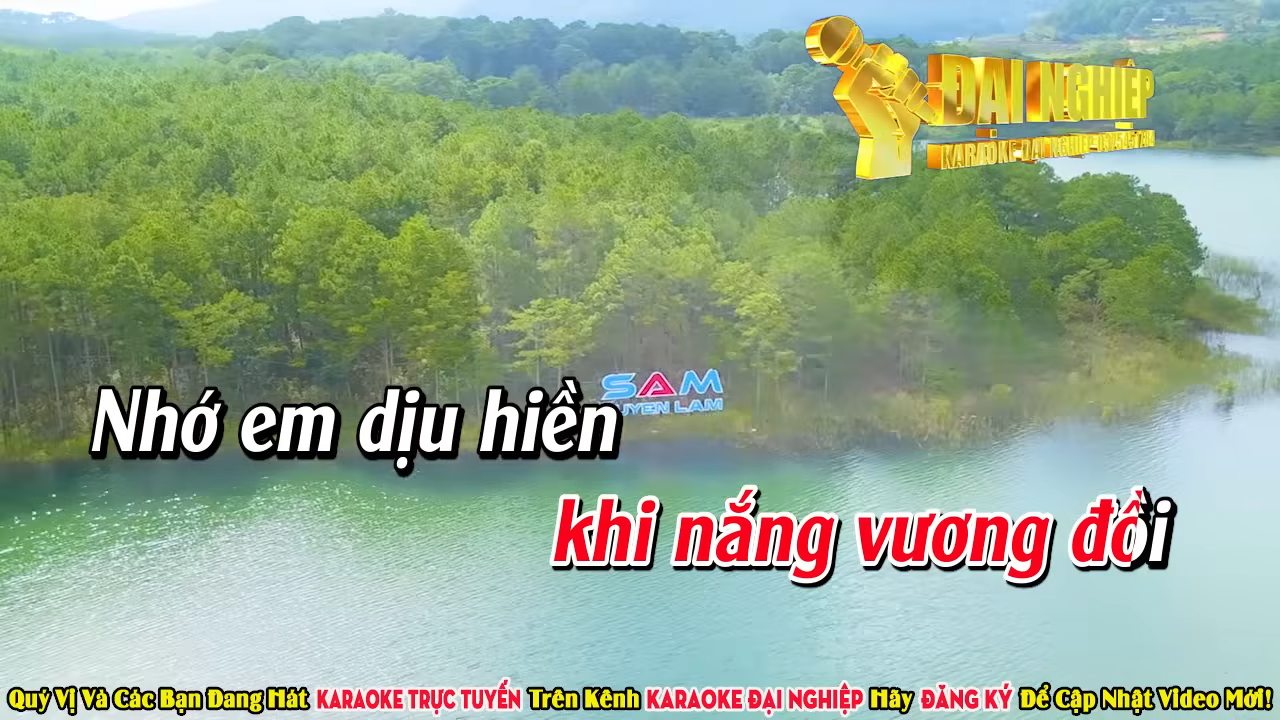 ĐẠI NGHIỆP
SAM
Nhớ em dịu hiền
khi nắng vương đồi
Quý Vị Và Các Bạn Đang Hát KARAOKE TRỰC TUYẾN Trên Kênh KARAOKE ĐẠI NGHIỆP Hãy ĐĂNG KÝ Để Cập Nhật Video Mới!